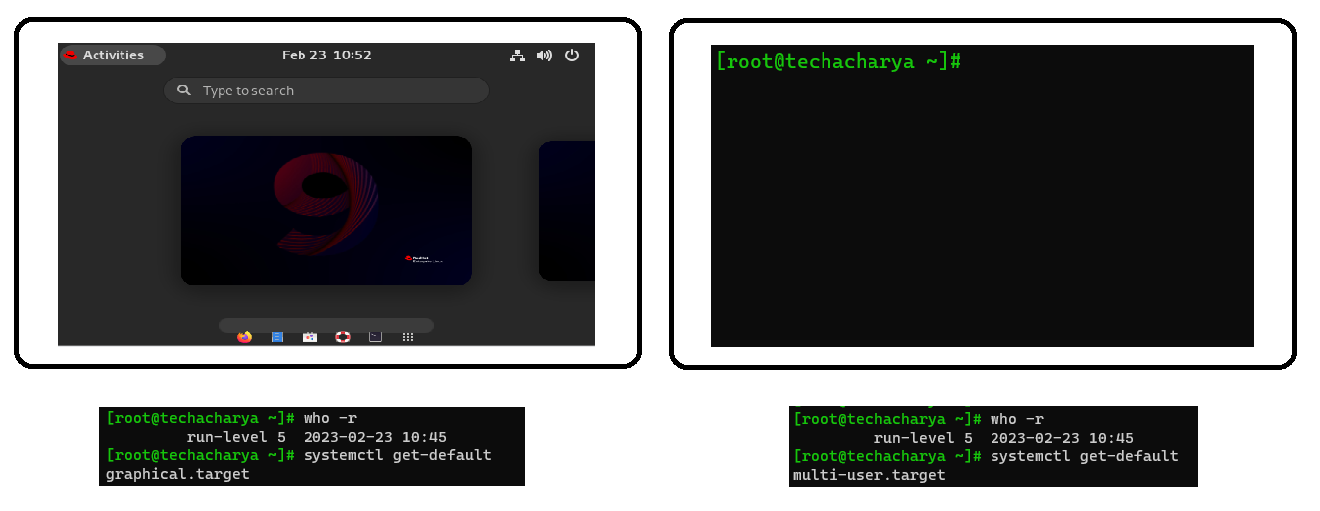 Activities
Feb 23 10:52
Type to search
[root@techacharya ~]#
[root@techacharya ~]# who -r
run-level 5 2023-02-23 10:45
[root@techacharya ~]# systemctl get-default
graphical.target
[root@techacharya ~]# who -r
run-level 5 2023-02-23 10:45
[root@techacharya ~]# systemctl get-default
multi-user.target